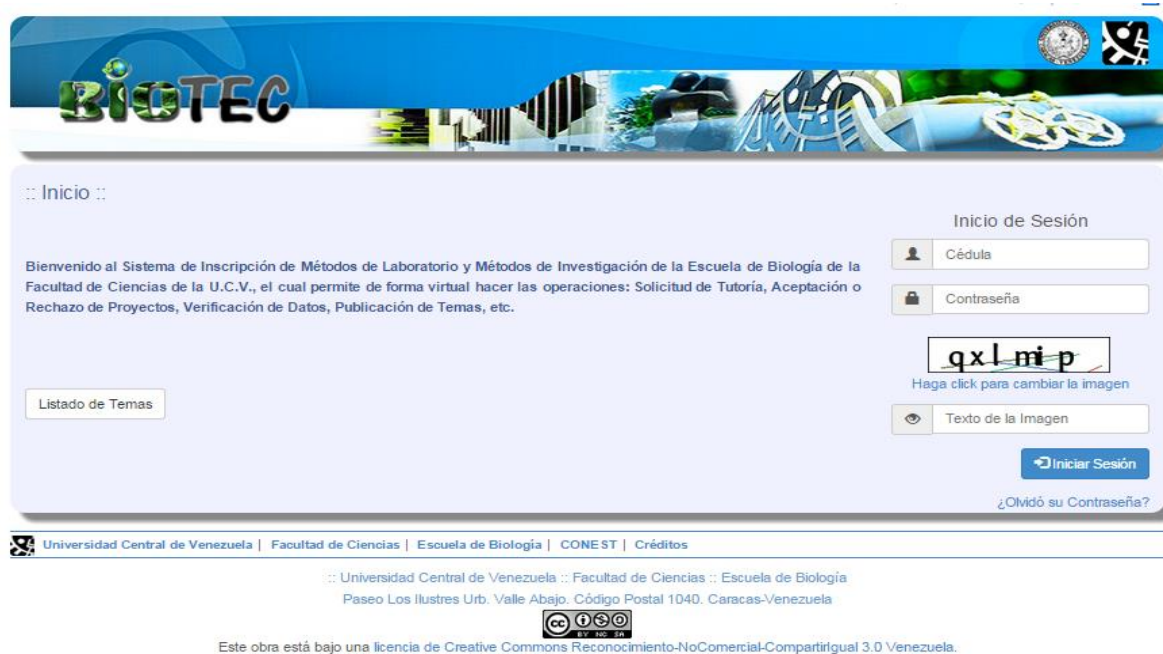 BIOTEC
:: Inicio ::
Bienvenido al Sistema de Inscripción de Métodos de Laboratorio y Métodos de Investigación de la Escuela de Biología de la
Facultad de Ciencias de la U.C.V., el cual permite de forma virtual hacer las operaciones: Solicitud de Tutoría, Aceptación o
Rechazo de Proyectos, Verificación de Datos, Publicación de Temas, etc.
Listado de Temas
Inicio de Sesión
Cédula
Contraseña
qxlmip
Haga click para cambiar la imagen
Texto de la Imagen
Iniciar Sesión
¿Olvidó su Contraseña?
Universidad Central de Venezuela | Facultad de Ciencias | Escuela de Biología | CONEST | Créditos
:: Universidad Central de Venezuela :: Facultad de Ciencias :: Escuela de Biología
Paseo Los Ilustres Urb. Valle Abajo. Código Postal 1040. Caracas-Venezuela
cc BY NC SA
Este obra está bajo una licencia de Creative Commons Reconocimiento-NoComercial-CompartirIgual 3.0 Venezuela.